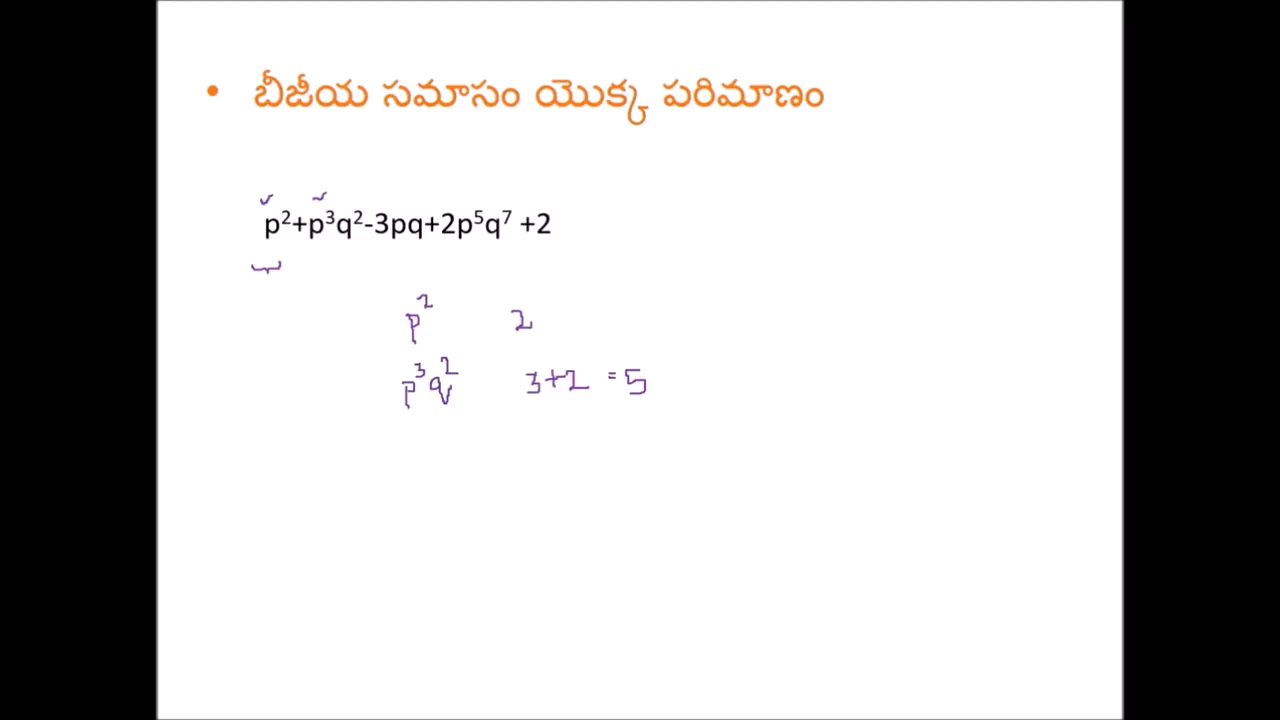 • బీజీయ సమాసం యొక్క పరిమాణం
p²+p³q²-3pq+2p⁵q⁷ +2
p² 2
p³q² 3+2 = 5